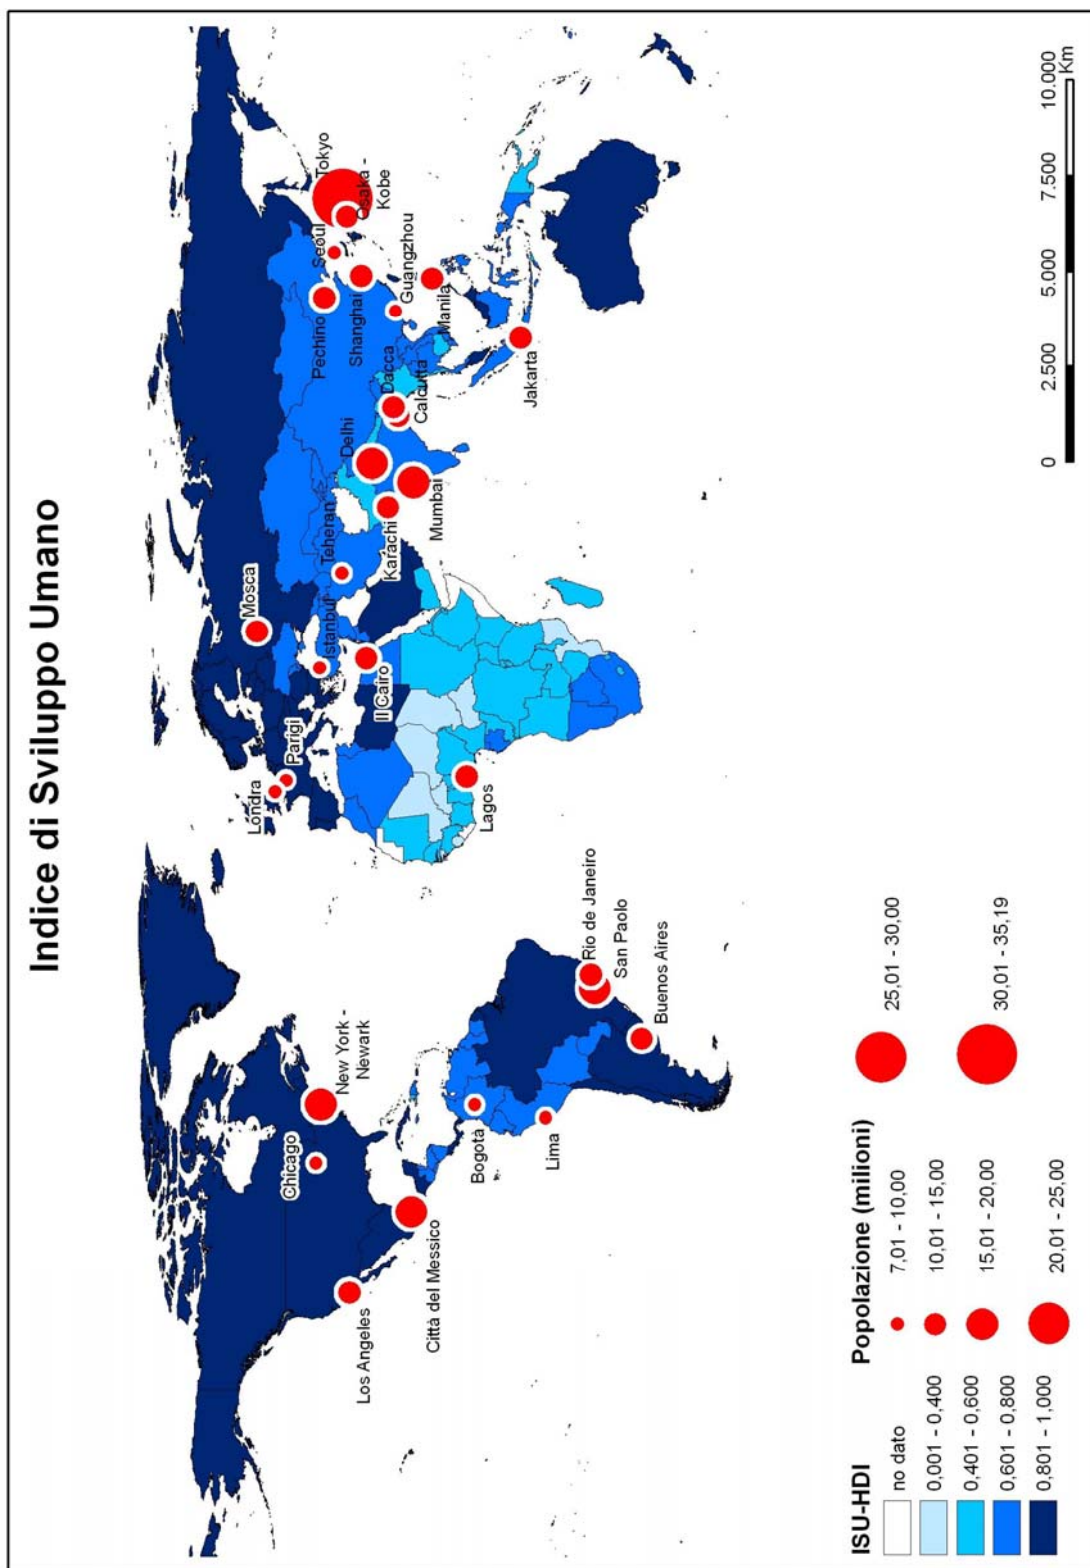 Indice di Sviluppo Umano
Londra
Parigi
Mosca
Istanbul
Teheran
Il Cairo
Karachi
Delhi
Mumbai
Dacca
Calcutta
Pechino
Seoul
Tokyo
Osaka -
Kobe
Shanghai
Guangzhou
Manila
Jakarta
Lagos
Chicago
New York -
Newark
Los Angeles
Città del Messico
Bogotà
Lima
Rio de Janeiro
San Paolo
Buenos Aires
ISU-HDI
no dato
0,001 - 0,400
0,401 - 0,600
0,601 - 0,800
0,801 - 1,000
Popolazione (milioni)
7,01 - 10,00
10,01 - 15,00
15,01 - 20,00
20,01 - 25,00
25,01 - 30,00
30,01 - 35,19
0 2.500 5.000 7.500 10.000
Km